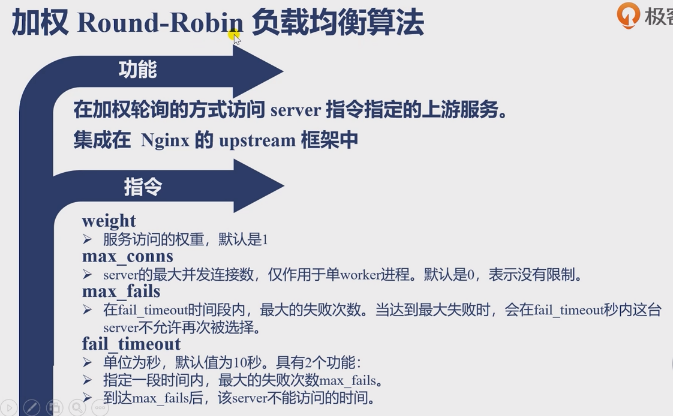 加权 Round-Robin 负载均衡算法
极客
功能
在加权轮询的方式访问 server 指令指定的上游服务。
集成在 Nginx 的 upstream 框架中
指令
weight
➢ 服务访问的权重，默认是1
max_conns
➢ server的最大并发连接数，仅作用于单worker进程。默认是0，表示没有限制。
max_fails
➢ 在fail_timeout时间段内，最大的失败次数。当达到最大失败时，会在fail_timeout秒内这台
server不允许再次被选择。
fail_timeout
➢ 单位为秒，默认值为10秒。具有2个功能：
➢ 指定一段时间内，最大的失败次数max_fails。
➢ 到达max_fails后，该server不能访问的时间。